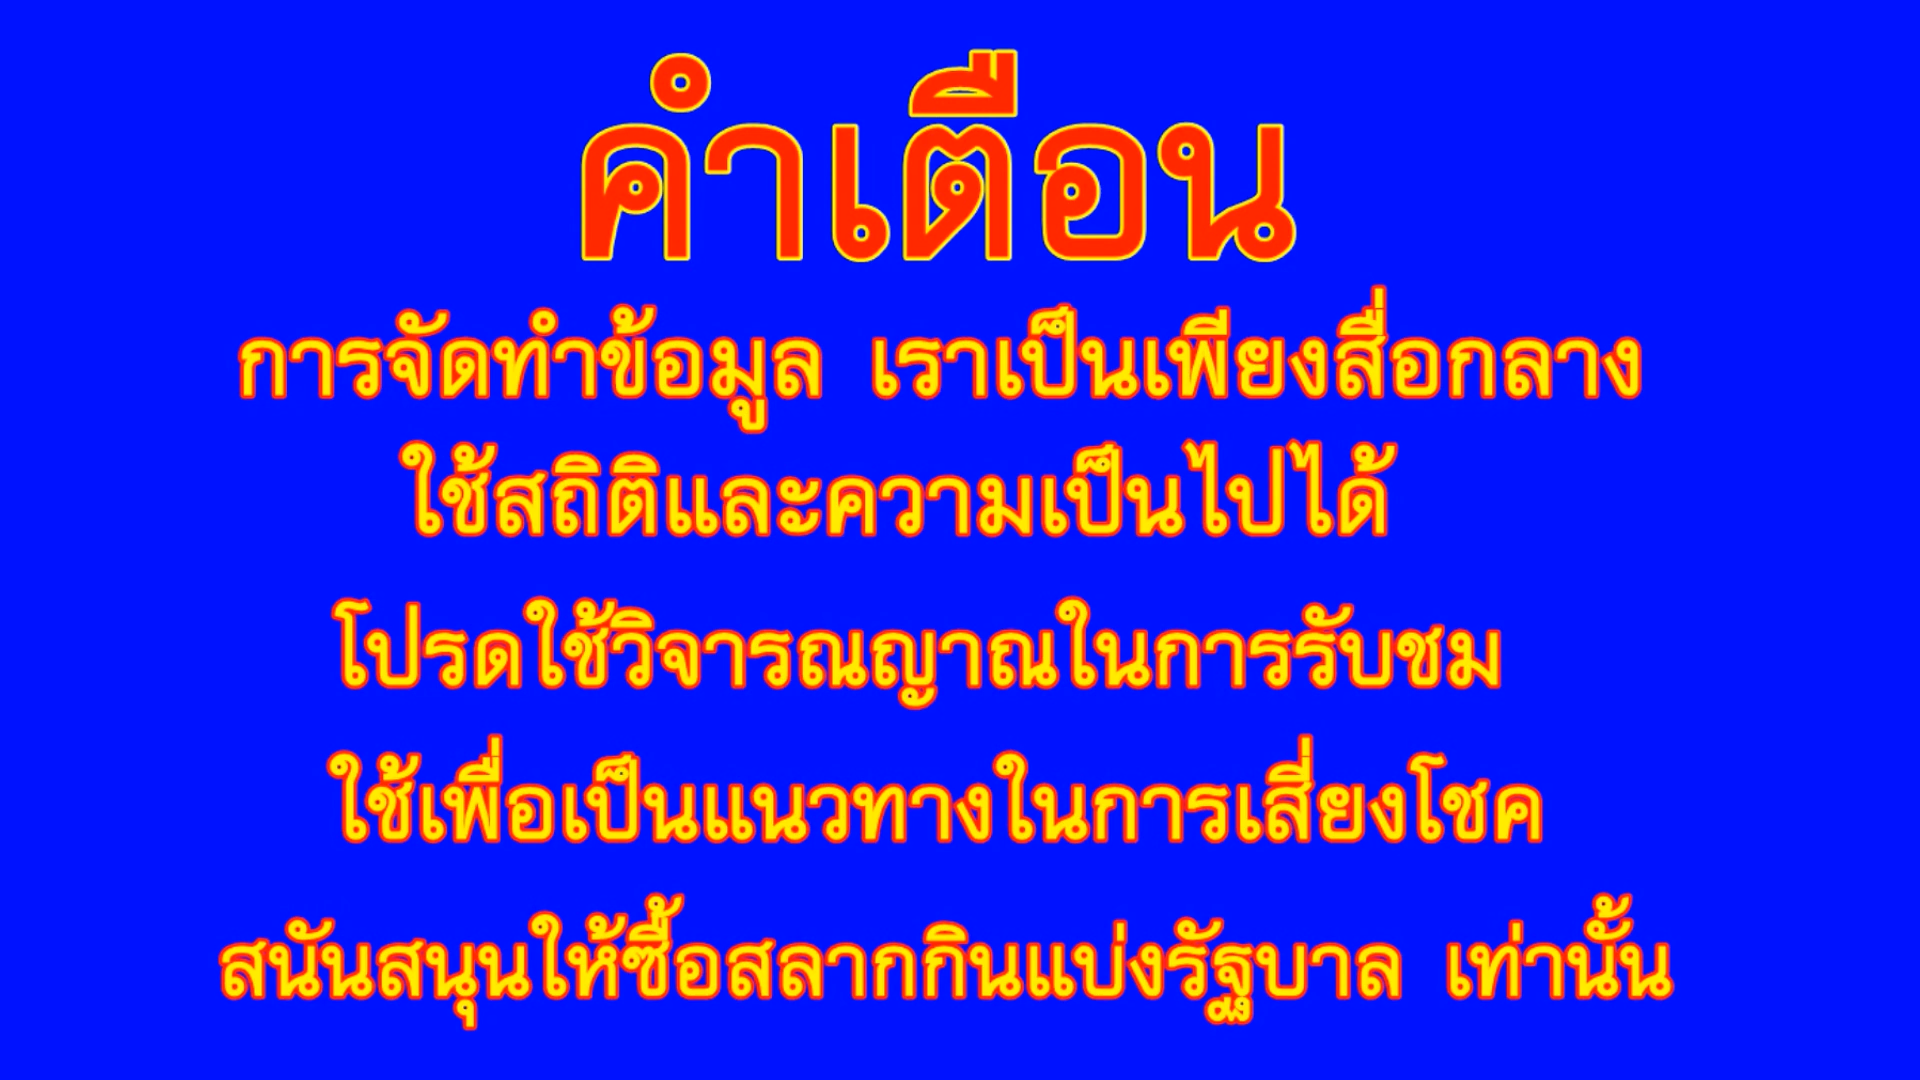 คำเตือน
การจัดทำข้อมูล เราเป็นเพียงสื่อกลาง
ใช้สถิติและความเป็นไปได้
โปรดใช้วิจารณญาณในการรับชม
ใช้เพื่อเป็นแนวทางในการเสี่ยงโชค
สนันสนุนให้ซื้อสลากกินแบ่งรัฐบาล เท่านั้น